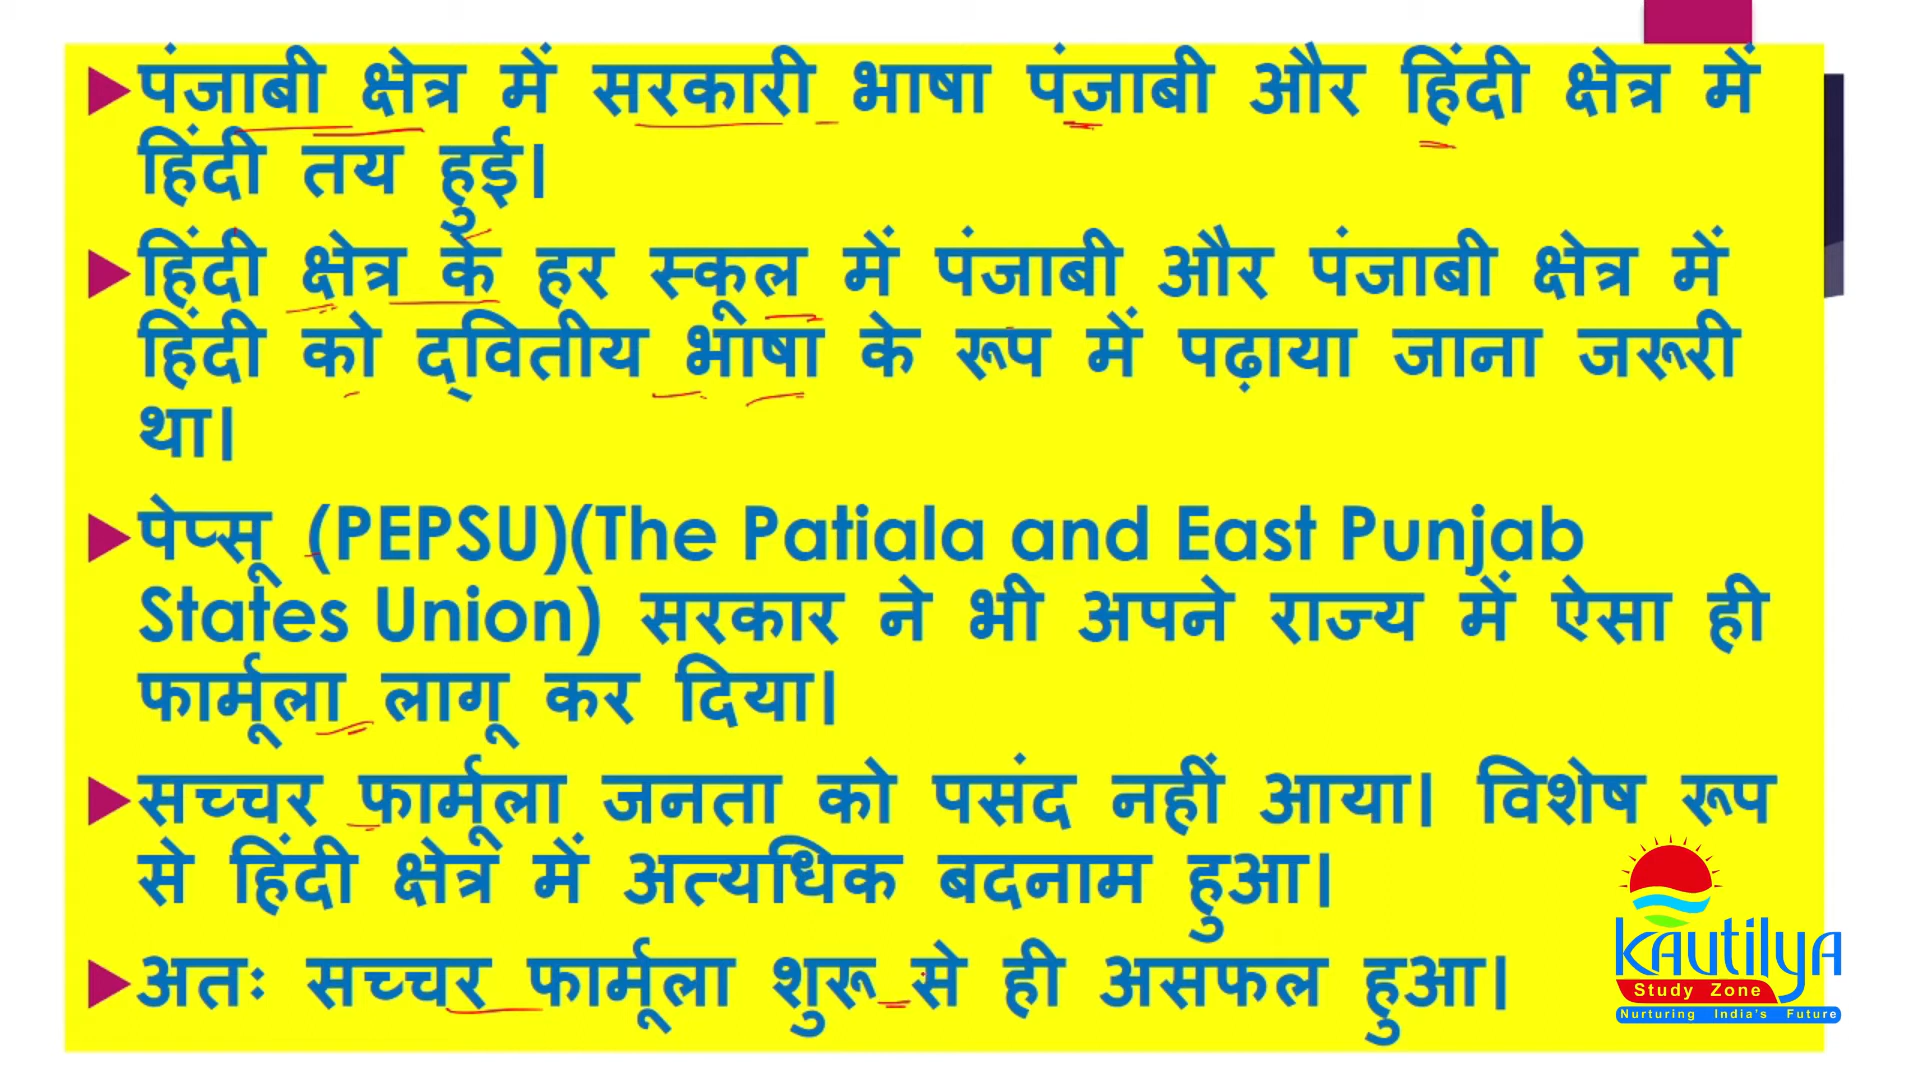 पंजाबी क्षेत्र में सरकारी भाषा पंजाबी और हिंदी क्षेत्र में
हिंदी तय हुई।
हिंदी क्षेत्र के हर स्कूल में पंजाबी और पंजाबी क्षेत्र में
हिंदी को द्वितीय भाषा के रूप में पढ़ाया जाना जरूरी
था।
पेप्सू (PEPSU)(The Patiala and East Punjab
States Union) सरकार ने भी अपने राज्य में ऐसा ही
फार्मूला लागू कर दिया।
सच्चर फार्मूला जनता को पसंद नहीं आया। विशेष रूप
से हिंदी क्षेत्र में अत्यधिक बदनाम हुआ।
अतः सच्चर फार्मूला शुरू से ही असफल हुआ।
Kautilya
Study Zone
Nurturing India's Future